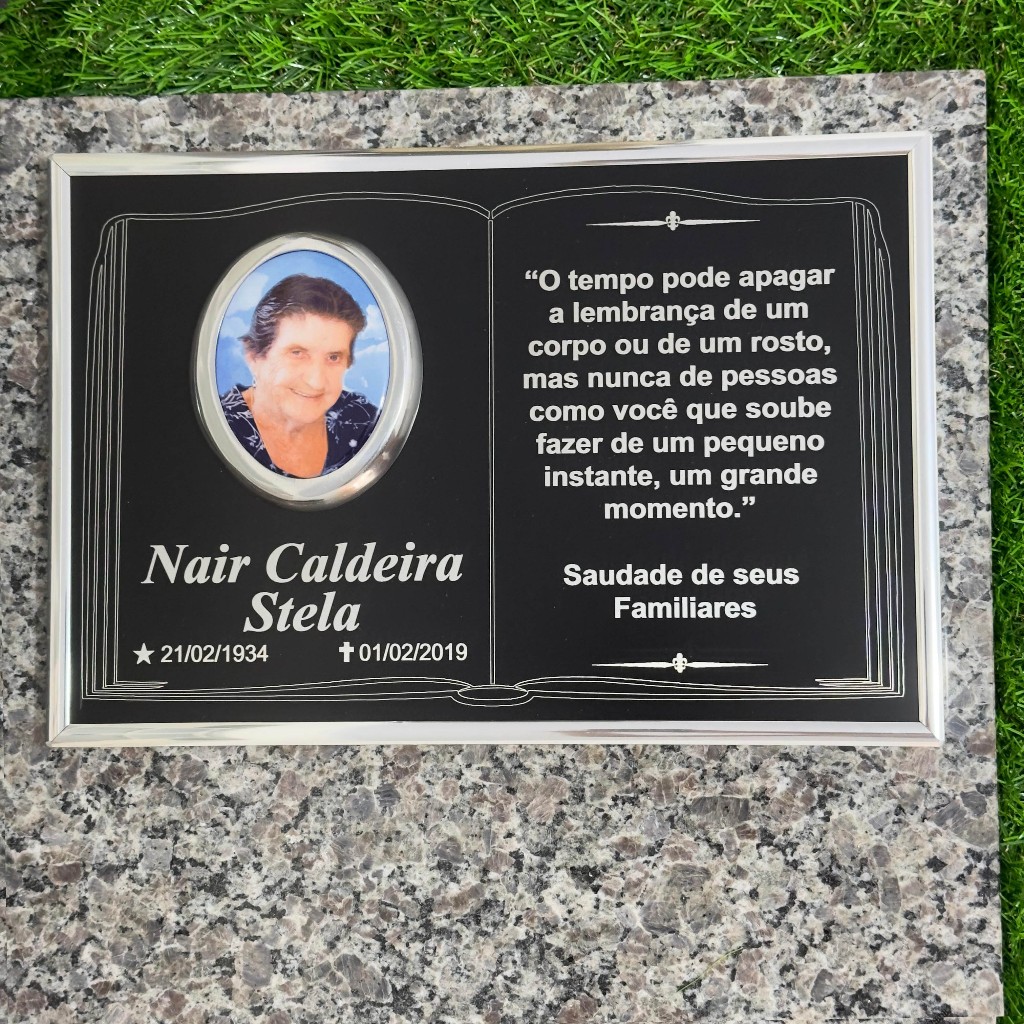 Nair Caldeira
Stela
21/02/1934 01/02/2019
“O tempo pode apagar
a lembrança de um
corpo ou de um rosto,
mas nunca de pessoas
como você que soube
fazer de um pequeno
instante, um grande
momento.”
Saudade de seus
Familiares